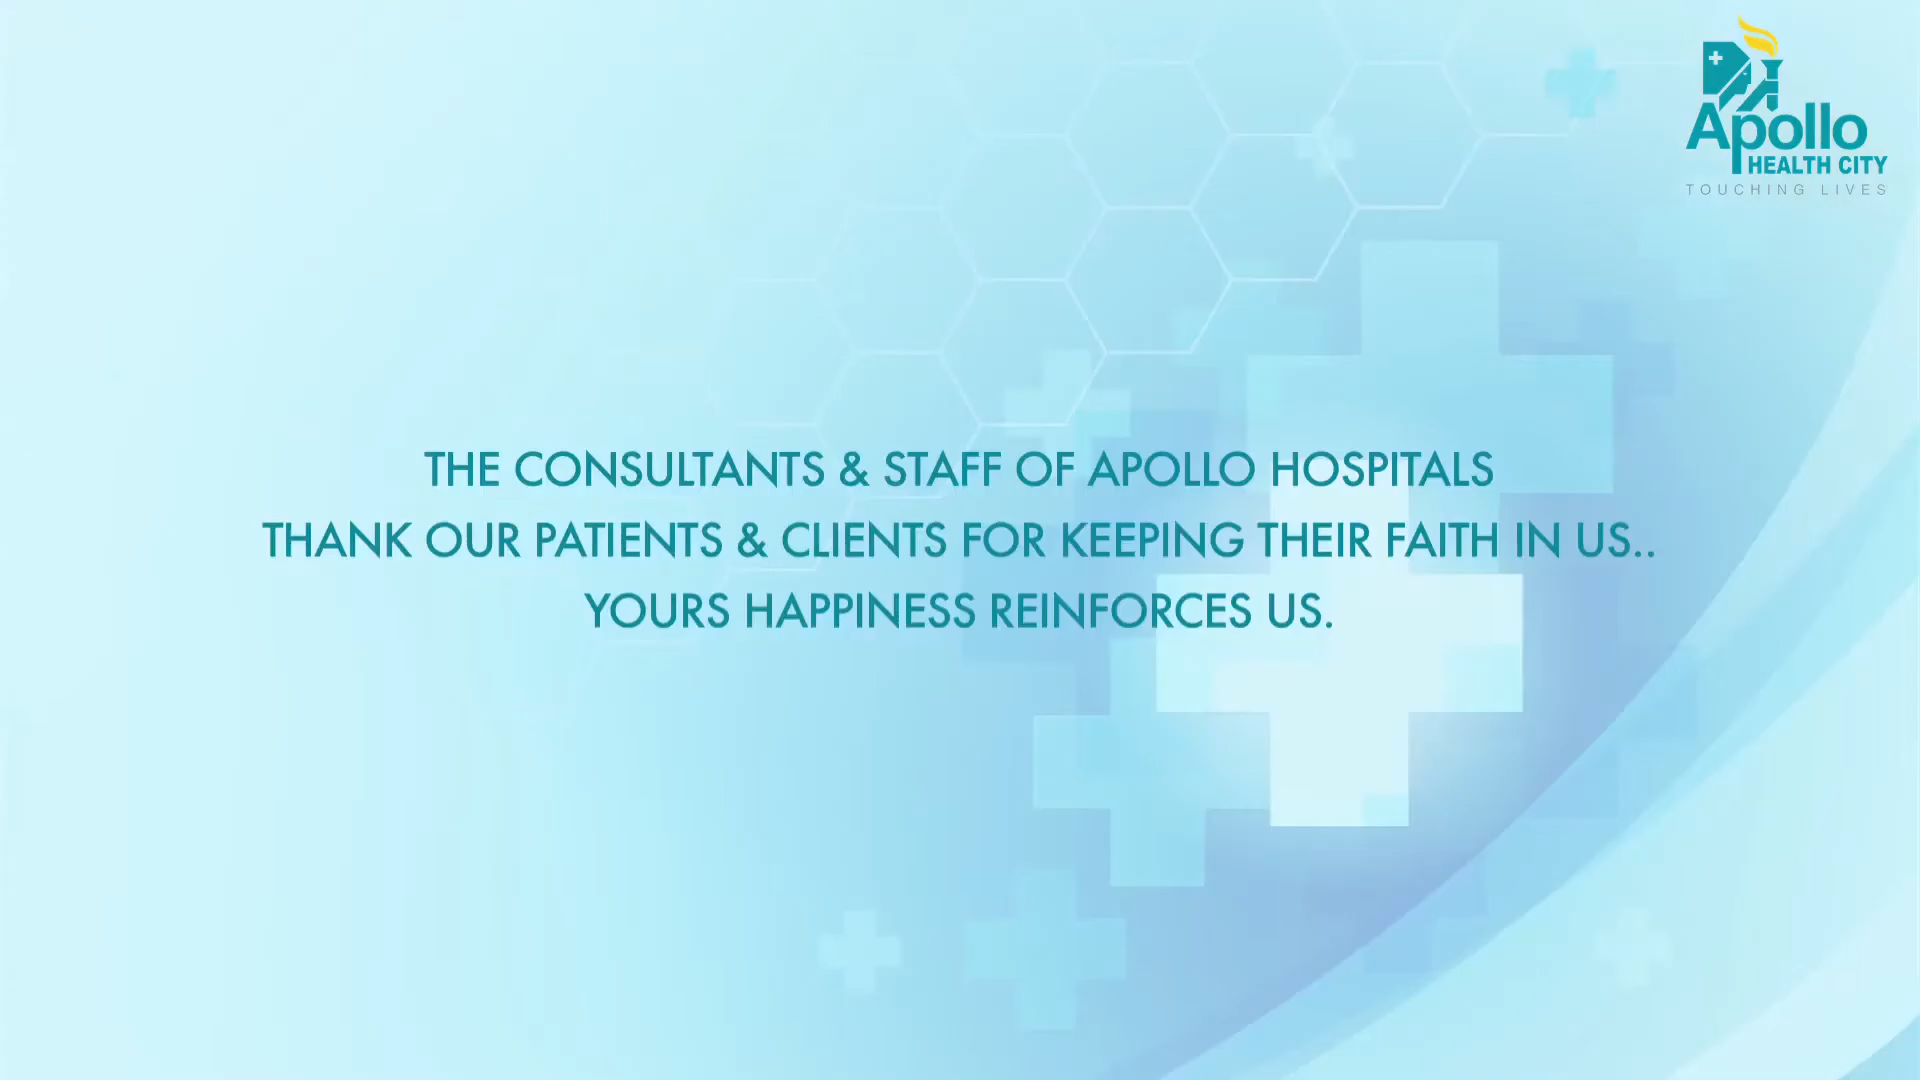 Apollo
HEALTH CITY
TOUCHING LIVES
THE CONSULTANTS & STAFF OF APOLLO HOSPITALS
THANK OUR PATIENTS & CLIENTS FOR KEEPING THEIR FAITH IN US..
YOURS HAPPINESS REINFORCES US.